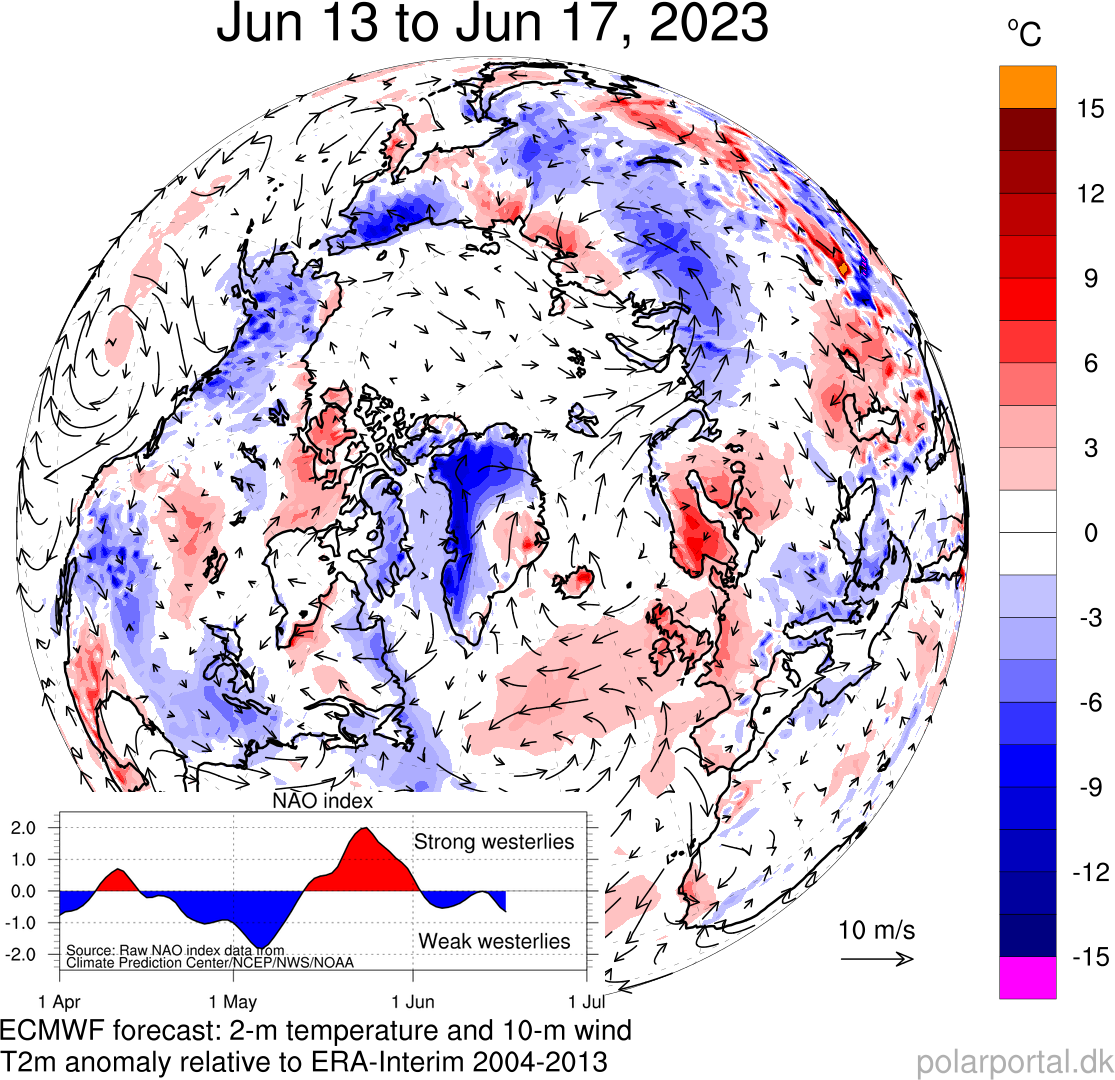 Jun 13 to Jun 17, 2023
°C
15
12
9
6
3
0
-3
-6
-9
-12
-15
10 m/s
NAO index
2.0
1.0
0.0
-1.0
-2.0
Strong westerlies
Weak westerlies
Source: Raw NAO index data from
Climate Prediction Center/NCEP/NWS/NOAA
1 Apr
1 May
1 Jun
1 Jul
ECMWF forecast: 2-m temperature and 10-m wind
T2m anomaly relative to ERA-Interim 2004-2013
polarportal.dk